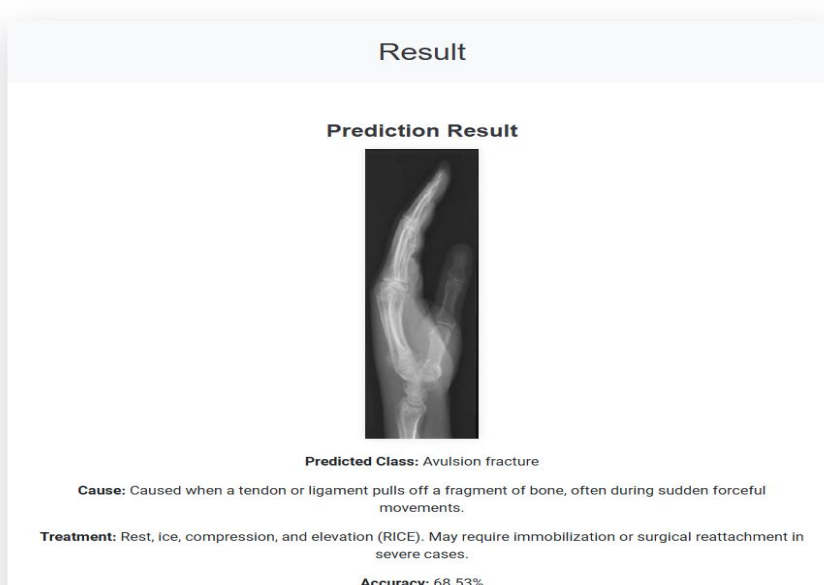 Result
Prediction Result
Predicted Class: Avulsion fracture
Cause: Caused when a tendon or ligament pulls off a fragment of bone, often during sudden forceful
movements.
Treatment: Rest, ice, compression, and elevation (RICE). May require immobilization or surgical reattachment in
severe cases.
Accuracy: 68.53%